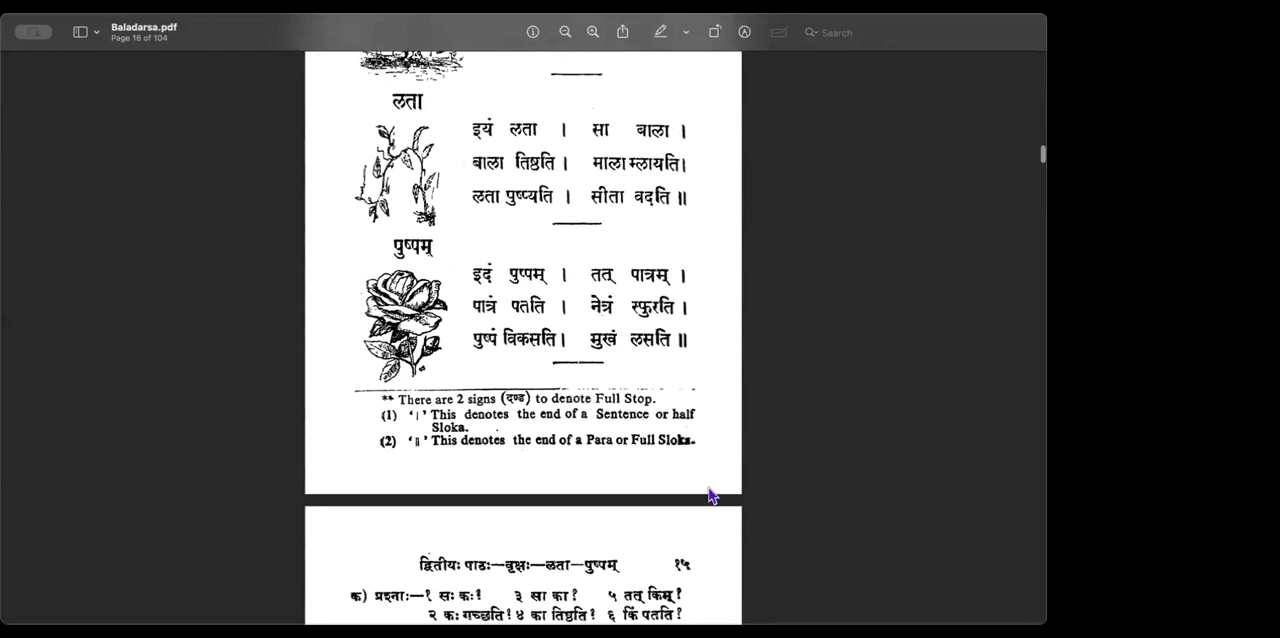 Baladarsa.pdf
Page 16 of 104
Search
लता
इयं लता । सा बाला ।
बाला तिष्ठति । माला म्लायति।
लता पुष्प्यति । सीता वदति ॥
पुष्पम्
इदं पुष्पम् । तत् पात्रम् ।
पात्रं पतति । नेत्रं स्फुरति ।
पुष्पं विकसति। मुखं लसति ॥
** There are 2 signs (दण्ड) to denote Full Stop.
(1) '।' This denotes the end of a Sentence or half
Sloka.
(2) '॥' This denotes the end of a Para or Full Sloka.
द्वितीयः पाठः—वृक्षः—लता—पुष्पम् १५
क) प्रश्नाः—१ सः कः? ३ सा का? ५ तत् किम्?
२ कः गच्छति? ४ का तिष्ठति? ६ किं पतति?